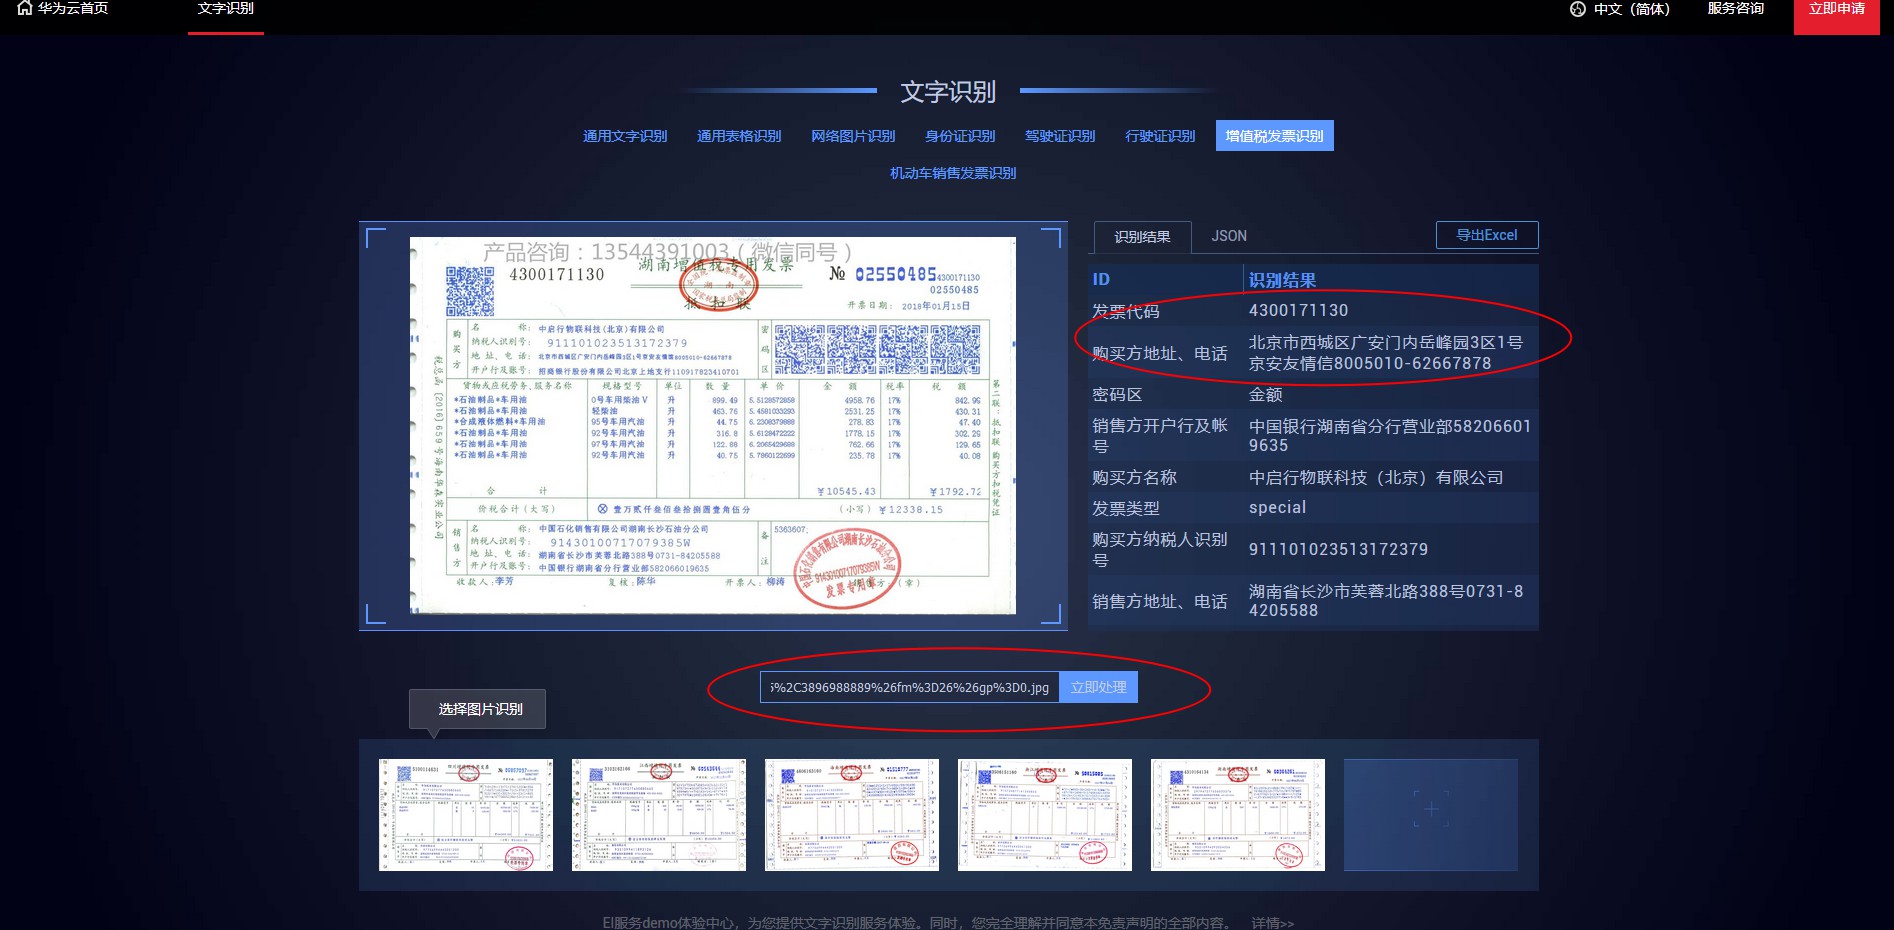 华为云首页
文字识别
中文（简体）
服务咨询
立即申请
文字识别
通用文字识别
通用表格识别
网络图片识别
身份证识别
驾驶证识别
行驶证识别
增值税发票识别
机动车销售发票识别
产品咨询：13544391003（微信同号）
4300171130
湖南增值税专用发票
抵扣联
№ 02550485
4300171130
02550485
开票日期： 2018年01月15日
购买方
名 称： 中启行物联科技(北京)有限公司
纳税人识别号： 911101023513172379
地 址、电 话： 北京市西城区广安门内岳峰园3区1号京安友情信8005010-62667878
开户行及账号： 招商银行股份有限公司北京上地支行110917823410701
密码区
货物或应税劳务、服务名称 规格型号 单位 数 量 单 价 金 额 税率 税 额
*石油制品*车用油 0号车用柴油Ⅴ 升 899.49 5.5128572858 4958.76 17% 842.99
*石油制品*车用油 轻柴油 升 463.76 5.4581033293 2531.25 17% 430.31
*合成液体燃料*车用油 95号车用汽油 升 44.75 6.2308379888 278.83 17% 47.40
*石油制品*车用油 92号车用汽油 升 316.8 5.6128472222 1778.15 17% 302.29
*石油制品*车用油 97号车用汽油 升 122.88 6.2065429688 762.66 17% 129.65
*石油制品*车用油 92号车用汽油 升 40.75 5.7860122699 235.78 17% 40.08
合 计 ￥10545.43 ￥1792.72
价税合计（大写） ⊗ 壹万贰仟叁佰叁拾捌圆壹角伍分 （小写） ￥12338.15
销售方
名 称： 中国石化销售有限公司湖南长沙石油分公司
纳税人识别号： 91430100717079385W
地 址、电 话： 湖南省长沙市芙蓉北路388号0731-84205588
开户行及账号： 中国银行湖南省分行营业部582066019635
备注
5363607;
收款人：李芳 复核：陈华 开票人：柳涛 （章）
91430100717079385W
发票专用章
第二联：抵扣联 购买方扣税凭证
识别结果
JSON
导出Excel
ID 识别结果
发票代码 4300171130
购买方地址、电话 北京市西城区广安门内岳峰园3区1号
京安友情信8005010-62667878
密码区 金额
销售方开户行及帐号 中国银行湖南省分行营业部58206601
9635
购买方名称 中启行物联科技（北京）有限公司
发票类型 special
购买方纳税人识别号 911101023513172379
销售方地址、电话 湖南省长沙市芙蓉北路388号0731-8
4205588
%2C3896988889%26fm%3D26%26gp%3D0.jpg
立即处理
选择图片识别
EI服务demo体验中心，为您提供文字识别服务体验。同时，您完全理解并同意本免责声明的全部内容。 详情>>